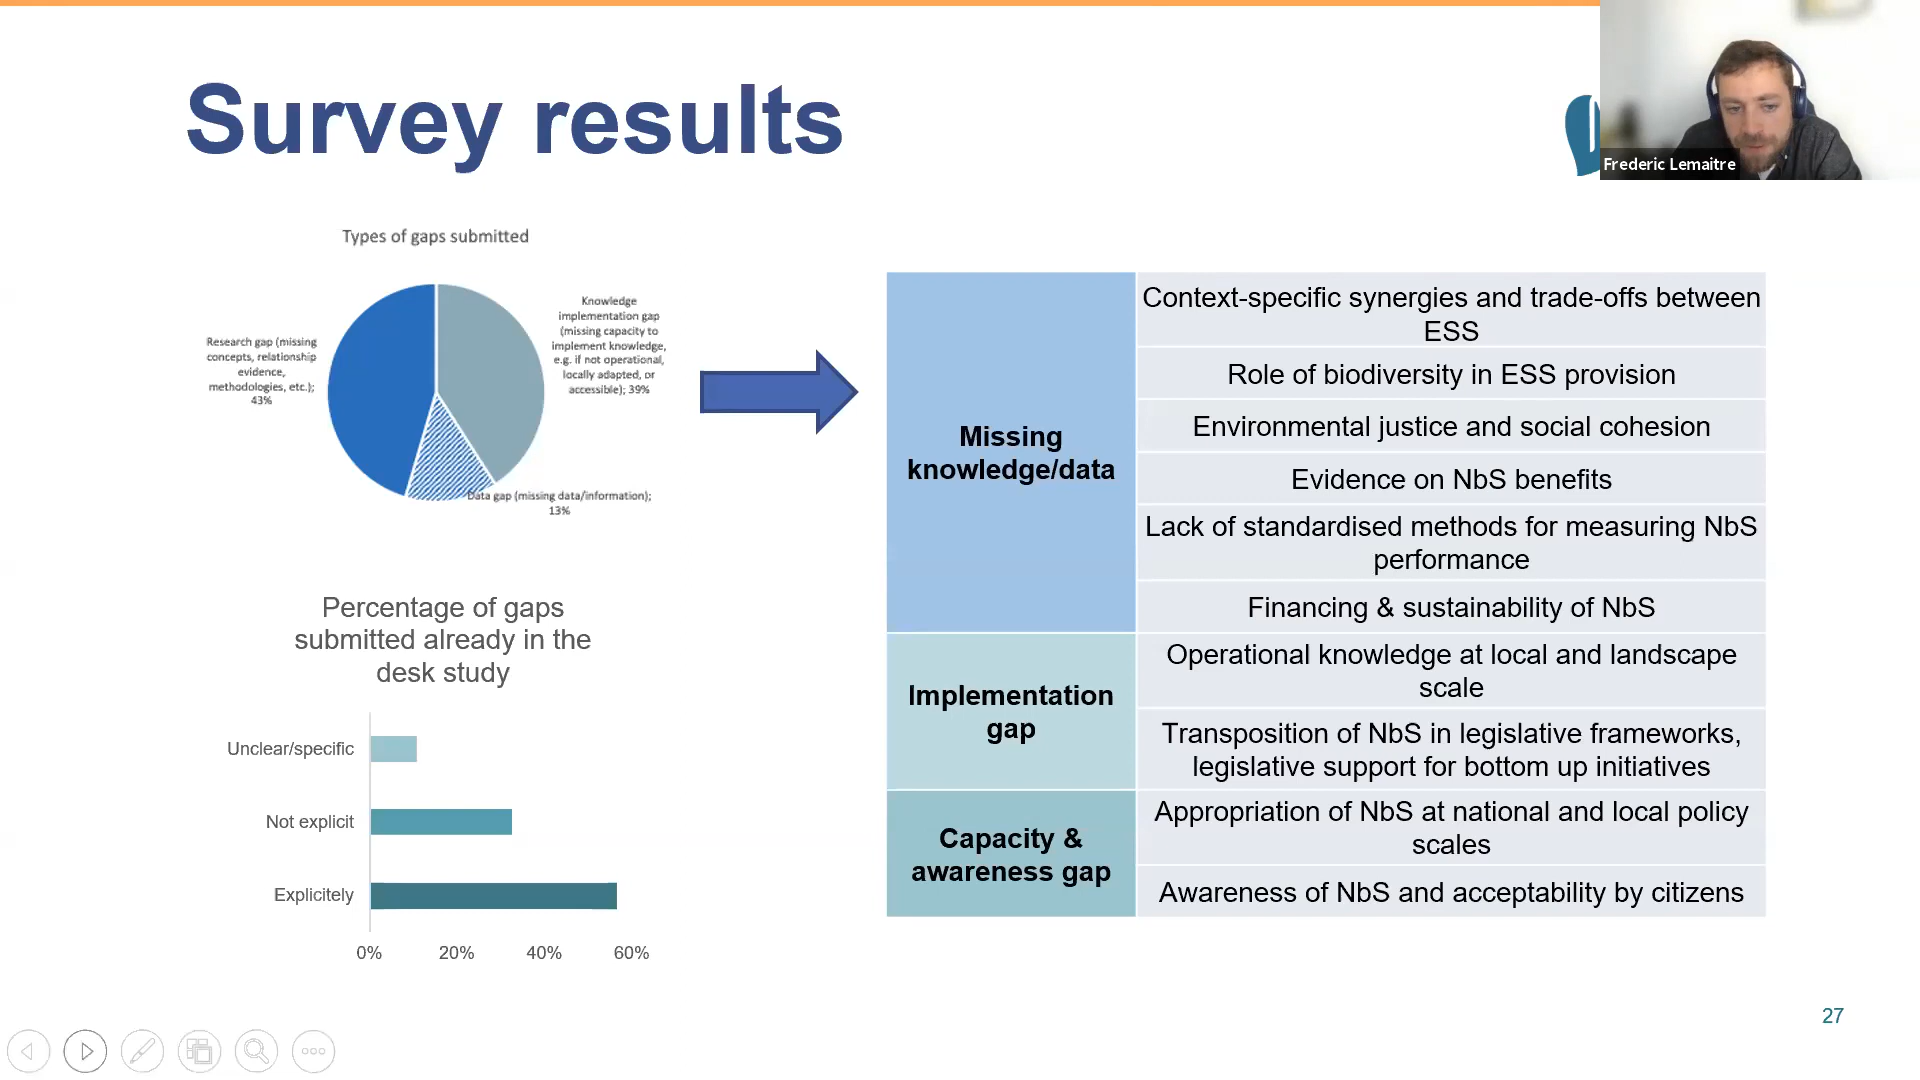 Survey results
Frederic Lemaitre
Types of gaps submitted
Research gap (missing
concepts, relationship
evidence,
methodologies, etc.);
43%
Knowledge
implementation gap
(missing capacity to
implement knowledge,
e.g. if not operational,
locally adapted, or
accessible); 39%
Data gap (missing data/information);
13%
Percentage of gaps
submitted already in the
desk study
Unclear/specific
Not explicit
Explicitely
0% 20% 40% 60%
Missing
knowledge/data
Context-specific synergies and trade-offs between
ESS
Role of biodiversity in ESS provision
Environmental justice and social cohesion
Evidence on NbS benefits
Lack of standardised methods for measuring NbS
performance
Financing & sustainability of NbS
Implementation
gap
Operational knowledge at local and landscape
scale
Transposition of NbS in legislative frameworks,
legislative support for bottom up initiatives
Capacity &
awareness gap
Appropriation of NbS at national and local policy
scales
Awareness of NbS and acceptability by citizens
27